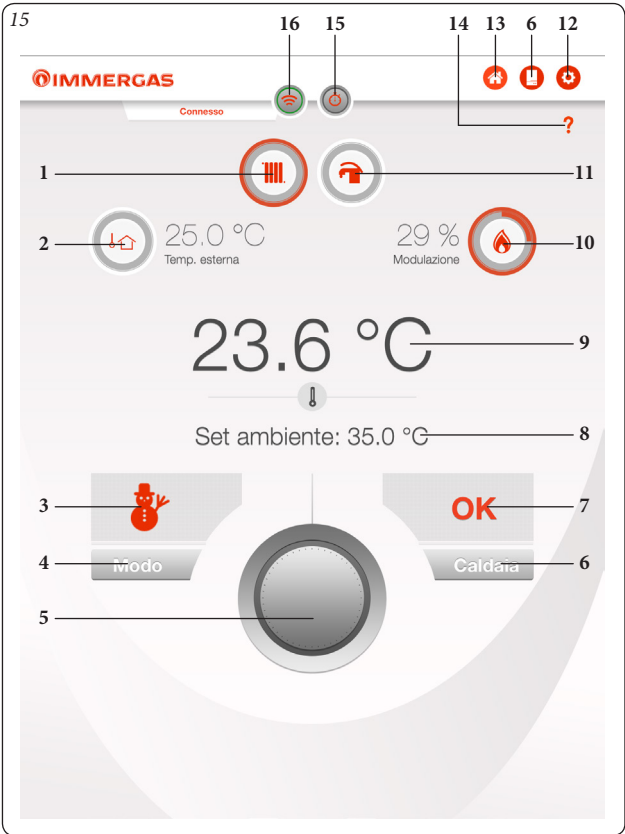 15
16 15 14 13 6 12
IMMERGAS
Connesso
?
1
11
2
25.0 °C
Temp. esterna
29 %
Modulazione
10
23.6 °C
9
Set ambiente: 35.0 °C
8
3
OK
7
4
Modo
Caldaia
6
5